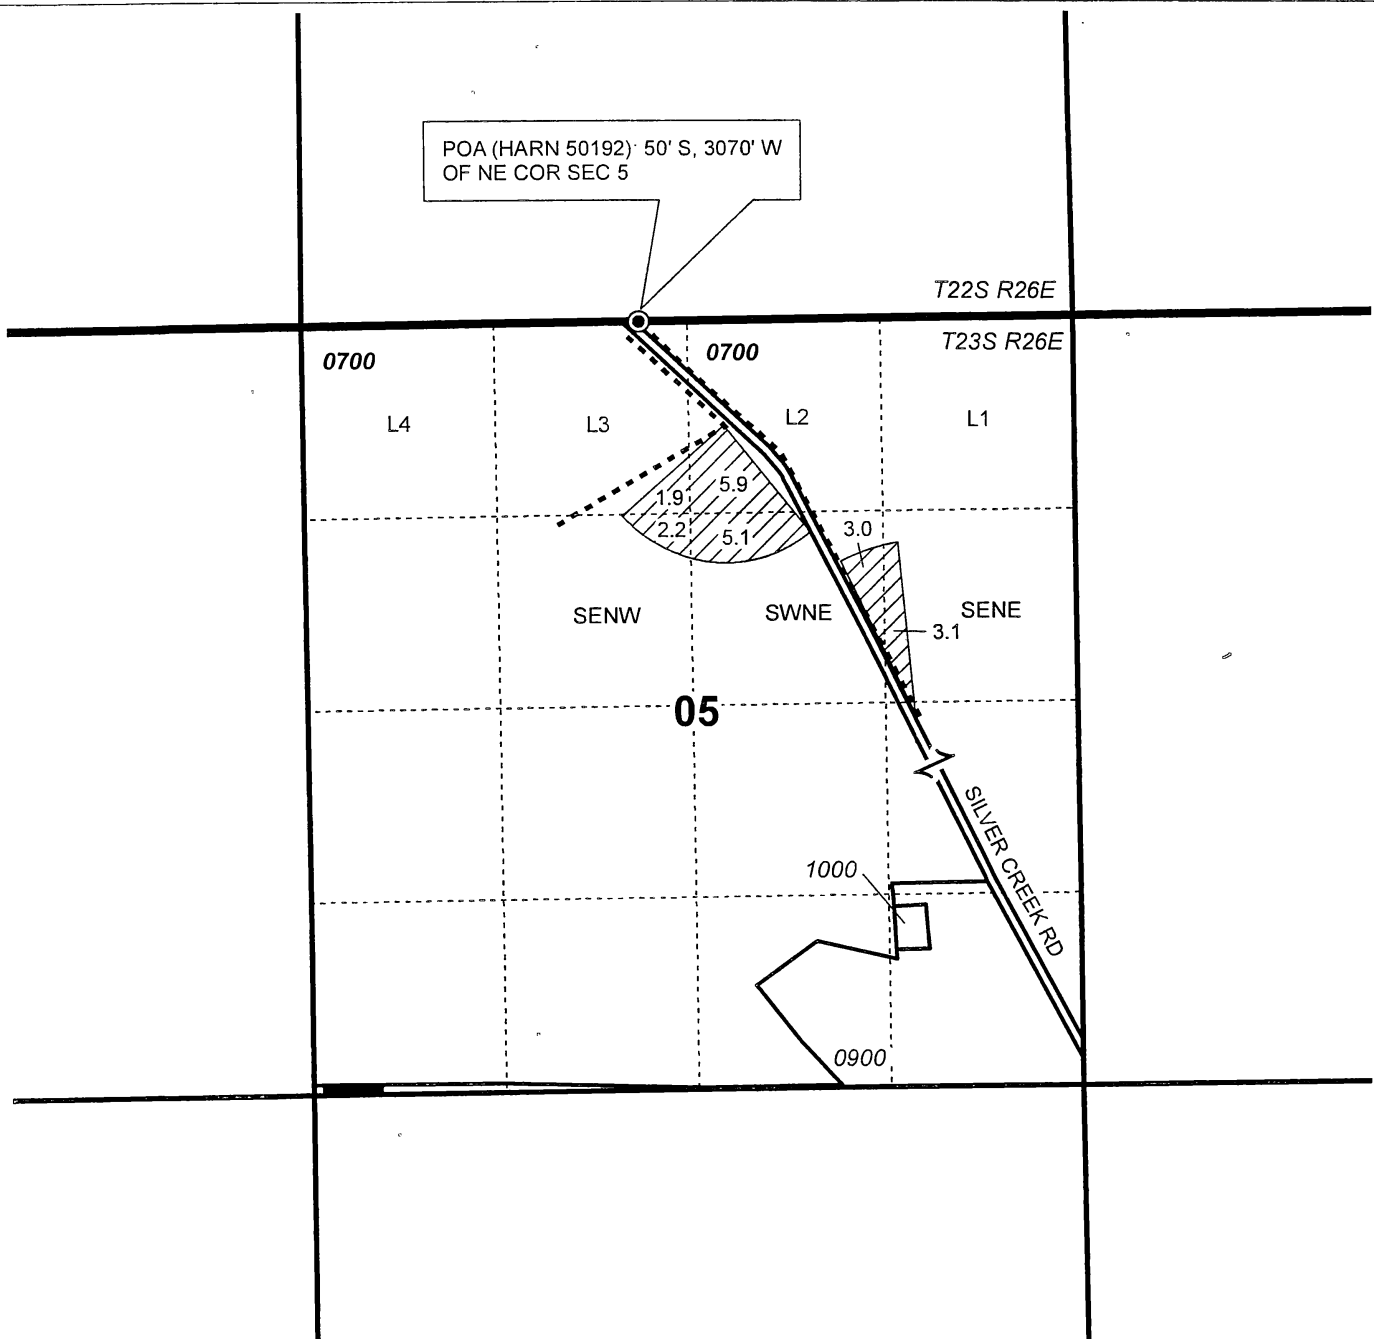 POA (HARN 50192) 50' S, 3070' W
OF NE COR SEC 5
T22S R26E
T23S R26E
0700
0700
L4
L3
L2
L1
1.9
5.9
2.2
5.1
3.0
SENW
SWNE
SENE
3.1
05
SILVER CREEK RD
1000
0900